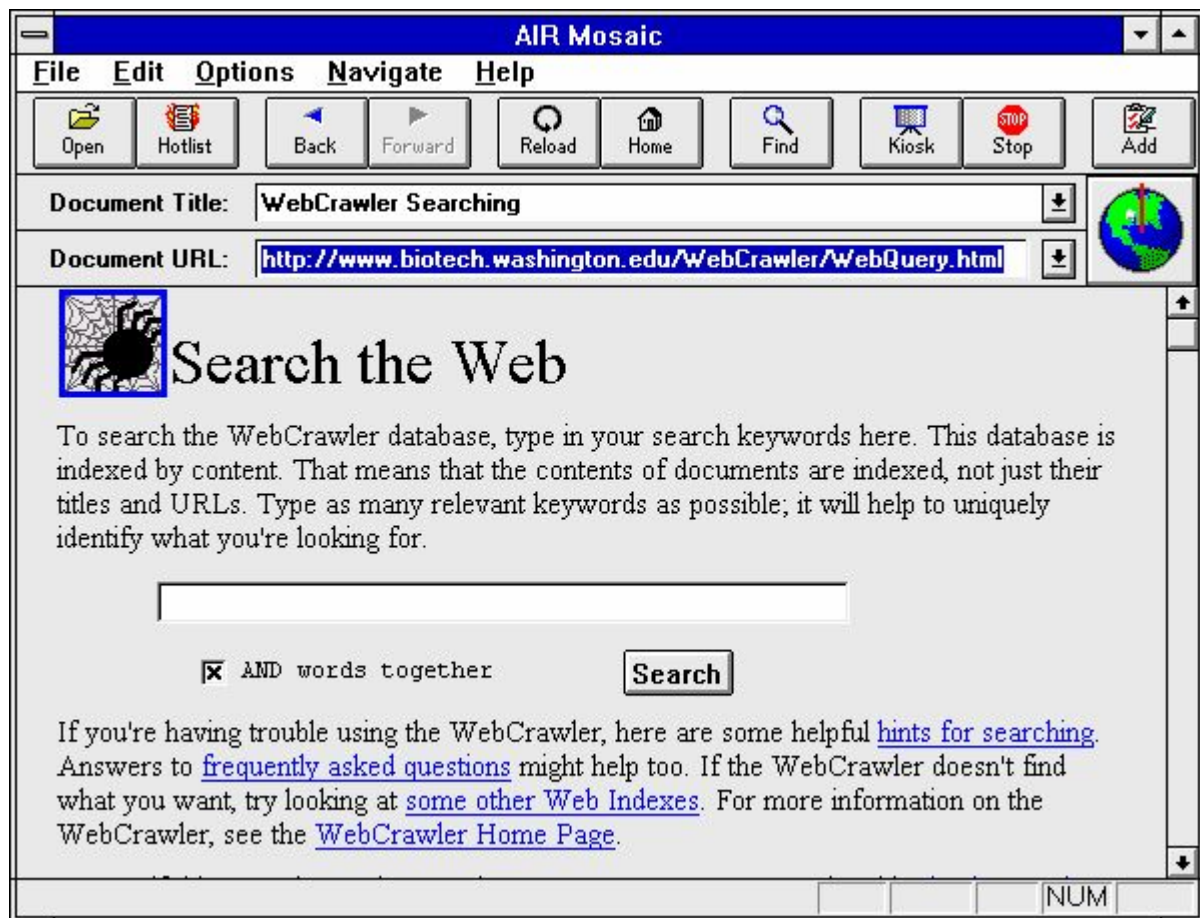 AIR Mosaic
File Edit Options Navigate Help
Open Hotlist Back Forward Reload Home Find Kiosk STOP Stop Add
Document Title: WebCrawler Searching
Document URL: http://www.biotech.washington.edu/WebCrawler/WebQuery.html
Search the Web
To search the WebCrawler database, type in your search keywords here. This database is
indexed by content. That means that the contents of documents are indexed, not just their
titles and URLs. Type as many relevant keywords as possible; it will help to uniquely
identify what you're looking for.
AND words together Search
If you're having trouble using the WebCrawler, here are some helpful hints for searching.
Answers to frequently asked questions might help too. If the WebCrawler doesn't find
what you want, try looking at some other Web Indexes. For more information on the
WebCrawler, see the WebCrawler Home Page.
NUM